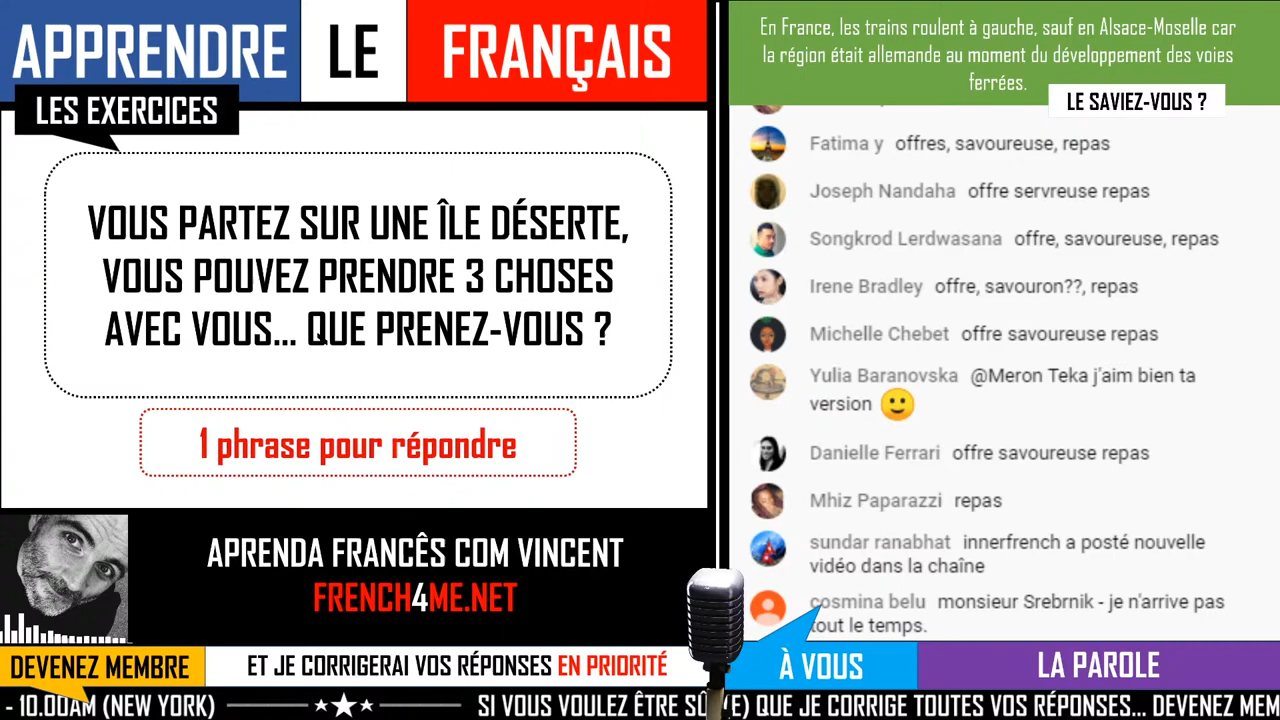 APPRENDRE LE FRANÇAIS
LES EXERCICES
VOUS PARTEZ SUR UNE ÎLE DÉSERTE,
VOUS POUVEZ PRENDRE 3 CHOSES
AVEC VOUS... QUE PRENEZ-VOUS ?
1 phrase pour répondre
APRENDA FRANCÊS COM VINCENT
FRENCH4ME.NET
DEVENEZ MEMBRE
ET JE CORRIGERAI VOS RÉPONSES EN PRIORITÉ
En France, les trains roulent à gauche, sauf en Alsace-Moselle car
la région était allemande au moment du développement des voies
ferrées.
LE SAVIEZ-VOUS ?
Fatima y offres, savoureuse, repas
Joseph Nandaha offre servreuse repas
Songkrod Lerdwasana offre, savoureuse, repas
Irene Bradley offre, savouron??, repas
Michelle Chebet offre savoureuse repas
Yulia Baranovska @Meron Teka j'aim bien ta
version 🙂
Danielle Ferrari offre savoureuse repas
Mhiz Paparazzi repas
sundar ranabhat innerfrench a posté nouvelle
vidéo dans la chaîne
cosmina belu monsieur Srebrnik - je n'arrive pas
tout le temps.
À VOUS
LA PAROLE
- 10.00AM (NEW YORK) SI VOUS VOULEZ ÊTRE (E) QUE JE CORRIGE TOUTES VOS RÉPONSES... DEVENEZ